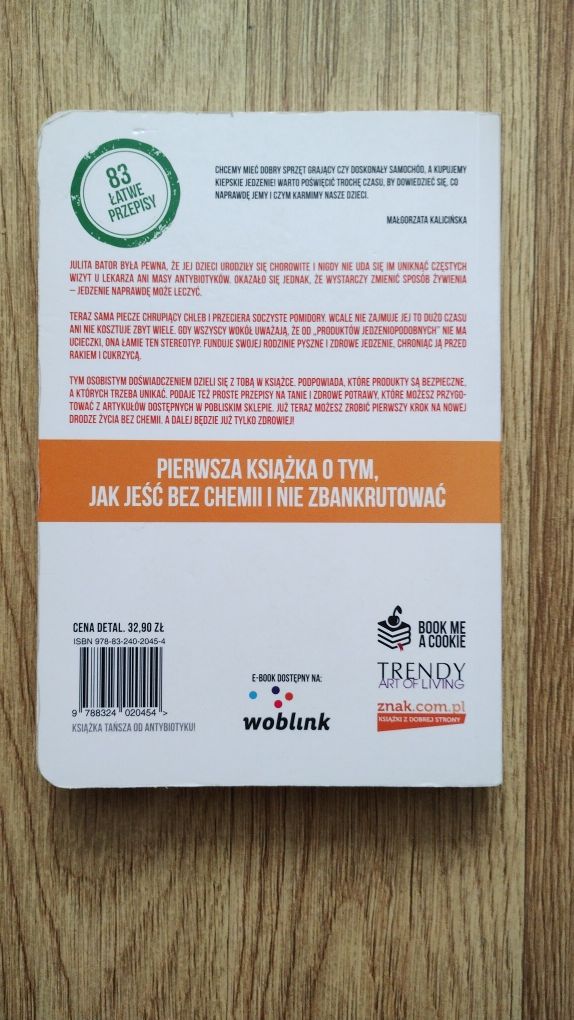 83
ŁATWE
PRZEPISY
CHCEMY MIEĆ DOBRY SPRZĘT GRAJĄCY CZY DOSKONAŁY SAMOCHÓD, A KUPUJEMY
KIEPSKIE JEDZENIE! WARTO POŚWIĘCIĆ TROCHĘ CZASU, BY DOWIEDZIEĆ SIĘ, CO
NAPRAWDĘ JEMY I CZYM KARMIMY NASZE DZIECI.
MAŁGORZATA KALICIŃSKA
JULITA BATOR BYŁA PEWNA, ŻE JEJ DZIECI URODZIŁY SIĘ CHOROWITE I NIGDY NIE UDA SIĘ IM UNIKNĄĆ CZĘSTYCH
WIZYT U LEKARZA ANI MASY ANTYBIOTYKÓW. OKAZAŁO SIĘ JEDNAK, ŻE WYSTARCZY ZMIENIĆ SPOSÓB ŻYWIENIA
– JEDZENIE NAPRAWDĘ MOŻE LECZYĆ.
TERAZ SAMA PIECZE CHRUPIĄCY CHLEB I PRZECIERA SOCZYSTE POMIDORY. WCALE NIE ZAJMUJE JEJ TO DUŻO CZASU
ANI NIE KOSZTUJE ZBYT WIELE. GDY WSZYSCY WOKÓŁ UWAŻAJĄ, ŻE OD „PRODUKTÓW JEDZENIOPODOBNYCH” NIE MA
UCIECZKI, ONA ŁAMIE TEN STEREOTYP. FUNDUJE SWOJEJ RODZINIE PYSZNE I ZDROWE JEDZENIE, CHRONIĄC JĄ PRZED
RAKIEM I CUKRZYCĄ.
TYM OSOBISTYM DOŚWIADCZENIEM DZIELI SIĘ Z TOBĄ W KSIĄŻCE. PODPOWIADA, KTÓRE PRODUKTY SĄ BEZPIECZNE,
A KTÓRYCH TRZEBA UNIKAĆ. PODAJE TEŻ PROSTE PRZEPISY NA TANIE I ZDROWE POTRAWY, KTÓRE MOŻESZ PRZYGO-
TOWAĆ Z ARTYKUŁÓW DOSTĘPNYCH W POBLISKIM SKLEPIE. JUŻ TERAZ MOŻESZ ZROBIĆ PIERWSZY KROK NA NOWEJ
DRODZE ŻYCIA BEZ CHEMII. A DALEJ BĘDZIE JUŻ TYLKO ZDROWIEJ!
PIERWSZA KSIĄŻKA O TYM,
JAK JEŚĆ BEZ CHEMII I NIE ZBANKRUTOWAĆ
CENA DETAL. 32,90 ZŁ
ISBN 978-83-240-2045-4
9 788324 020454 >
KSIĄŻKA TAŃSZA OD ANTYBIOTYKU!
E-BOOK DOSTĘPNY NA:
woblink
BOOK ME
A COOKIE
TRENDY
ART OF LIVING
znak.com.pl
KSIĄŻKI Z DOBREJ STRONY